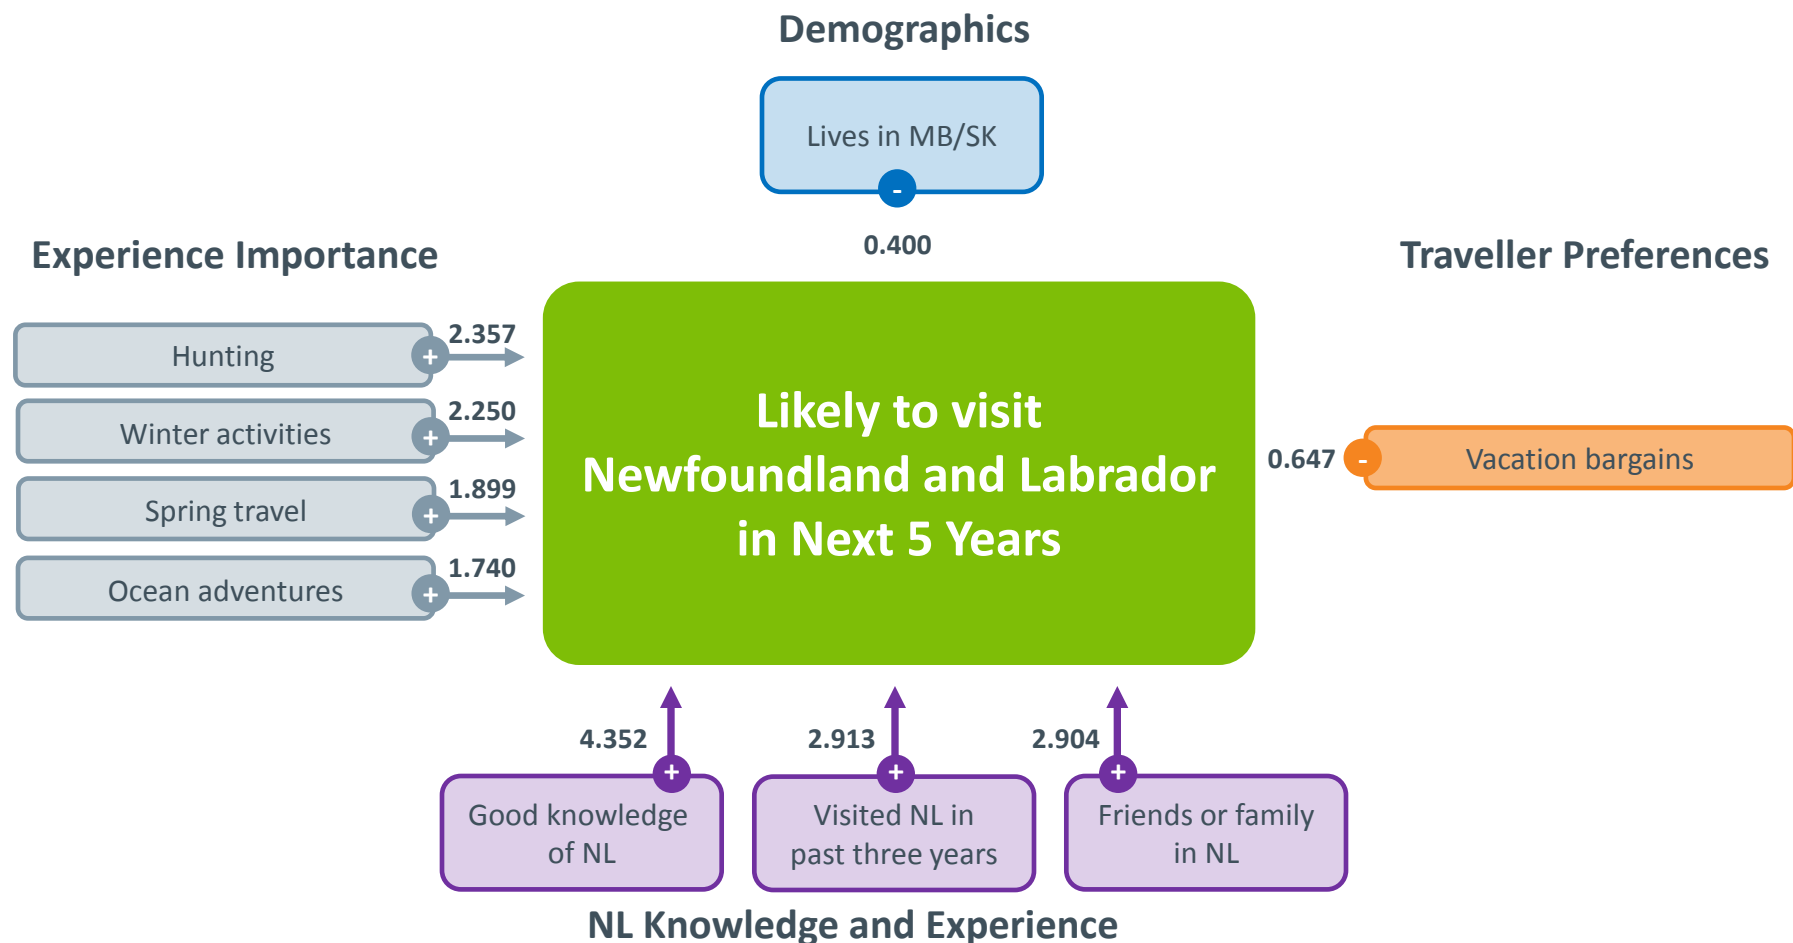 Demographics
Lives in MB/SK
-
0.400
Experience Importance
Hunting
+
2.357
Winter activities
+
2.250
Spring travel
+
1.899
Ocean adventures
+
1.740
Likely to visit
Newfoundland and Labrador
in Next 5 Years
Traveller Preferences
0.647
-
Vacation bargains
4.352
+
Good knowledge
of NL
2.913
+
Visited NL in
past three years
2.904
+
Friends or family
in NL
NL Knowledge and Experience